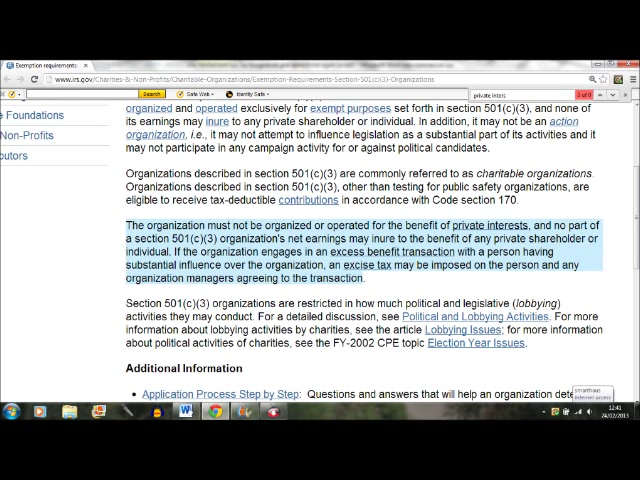 Exemption requirements
www.irs.gov/Charities-&-Non-Profits/Charitable-Organizations/Exemption-Requirements-Section-501(c)(3)-Organizations
Search
Safe Web
Identity Safe
private inters
0 of 0
e Foundations
Non-Profits
butors
organized and operated exclusively for exempt purposes set forth in section 501(c)(3), and none of
its earnings may inure to any private shareholder or individual. In addition, it may not be an action
organization, i.e., it may not attempt to influence legislation as a substantial part of its activities and it
may not participate in any campaign activity for or against political candidates.
Organizations described in section 501(c)(3) are commonly referred to as charitable organizations.
Organizations described in section 501(c)(3), other than testing for public safety organizations, are
eligible to receive tax-deductible contributions in accordance with Code section 170.
The organization must not be organized or operated for the benefit of private interests, and no part of
a section 501(c)(3) organization's net earnings may inure to the benefit of any private shareholder or
individual. If the organization engages in an excess benefit transaction with a person having
substantial influence over the organization, an excise tax may be imposed on the person and any
organization managers agreeing to the transaction.
Section 501(c)(3) organizations are restricted in how much political and legislative (lobbying)
activities they may conduct. For a detailed discussion, see Political and Lobbying Activities. For more
information about lobbying activities by charities, see the article Lobbying Issues; for more information
about political activities of charities, see the FY-2002 CPE topic Election Year Issues.
Additional Information
• Application Process Step by Step: Questions and answers that will help an organization dete
smarthaus
Internet access
12:41
24/02/2013